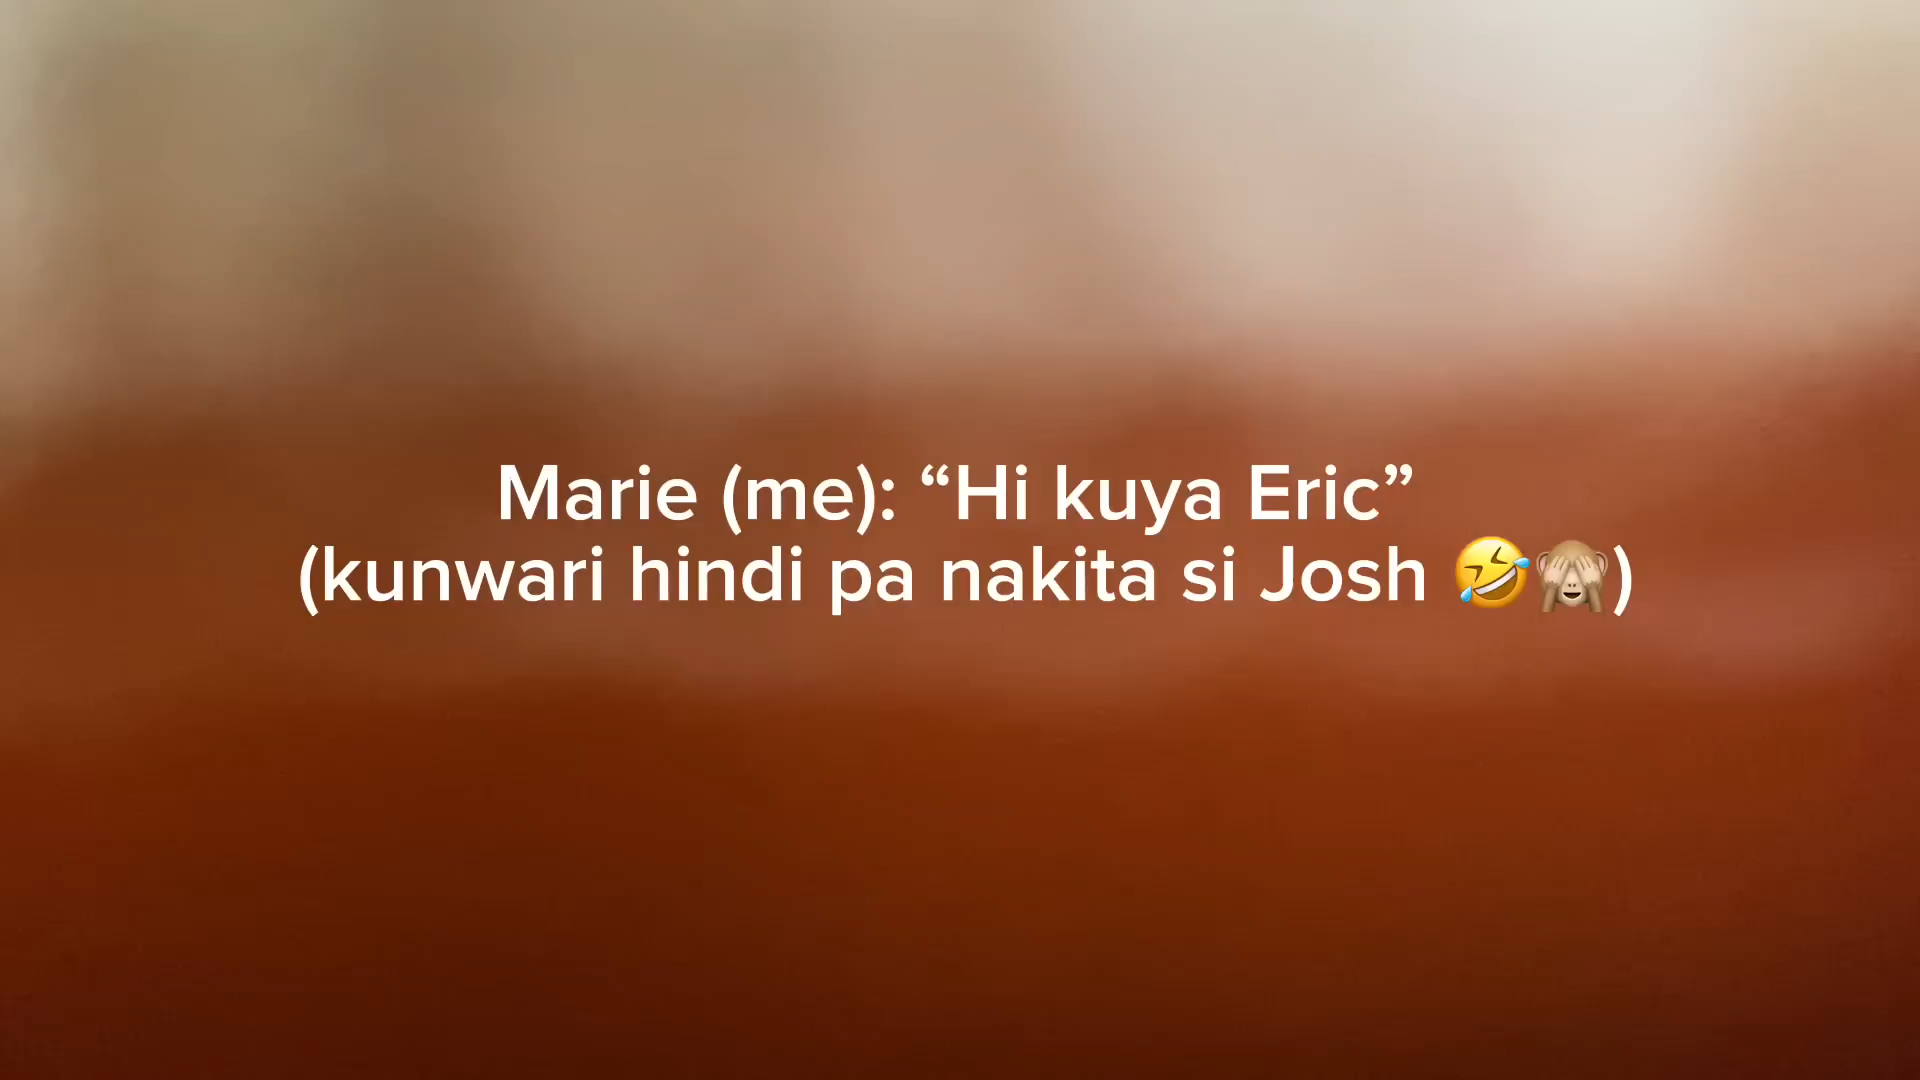 Marie (me): “Hi kuya Eric”
(kunwari hindi pa nakita si Josh 🤣🙈)